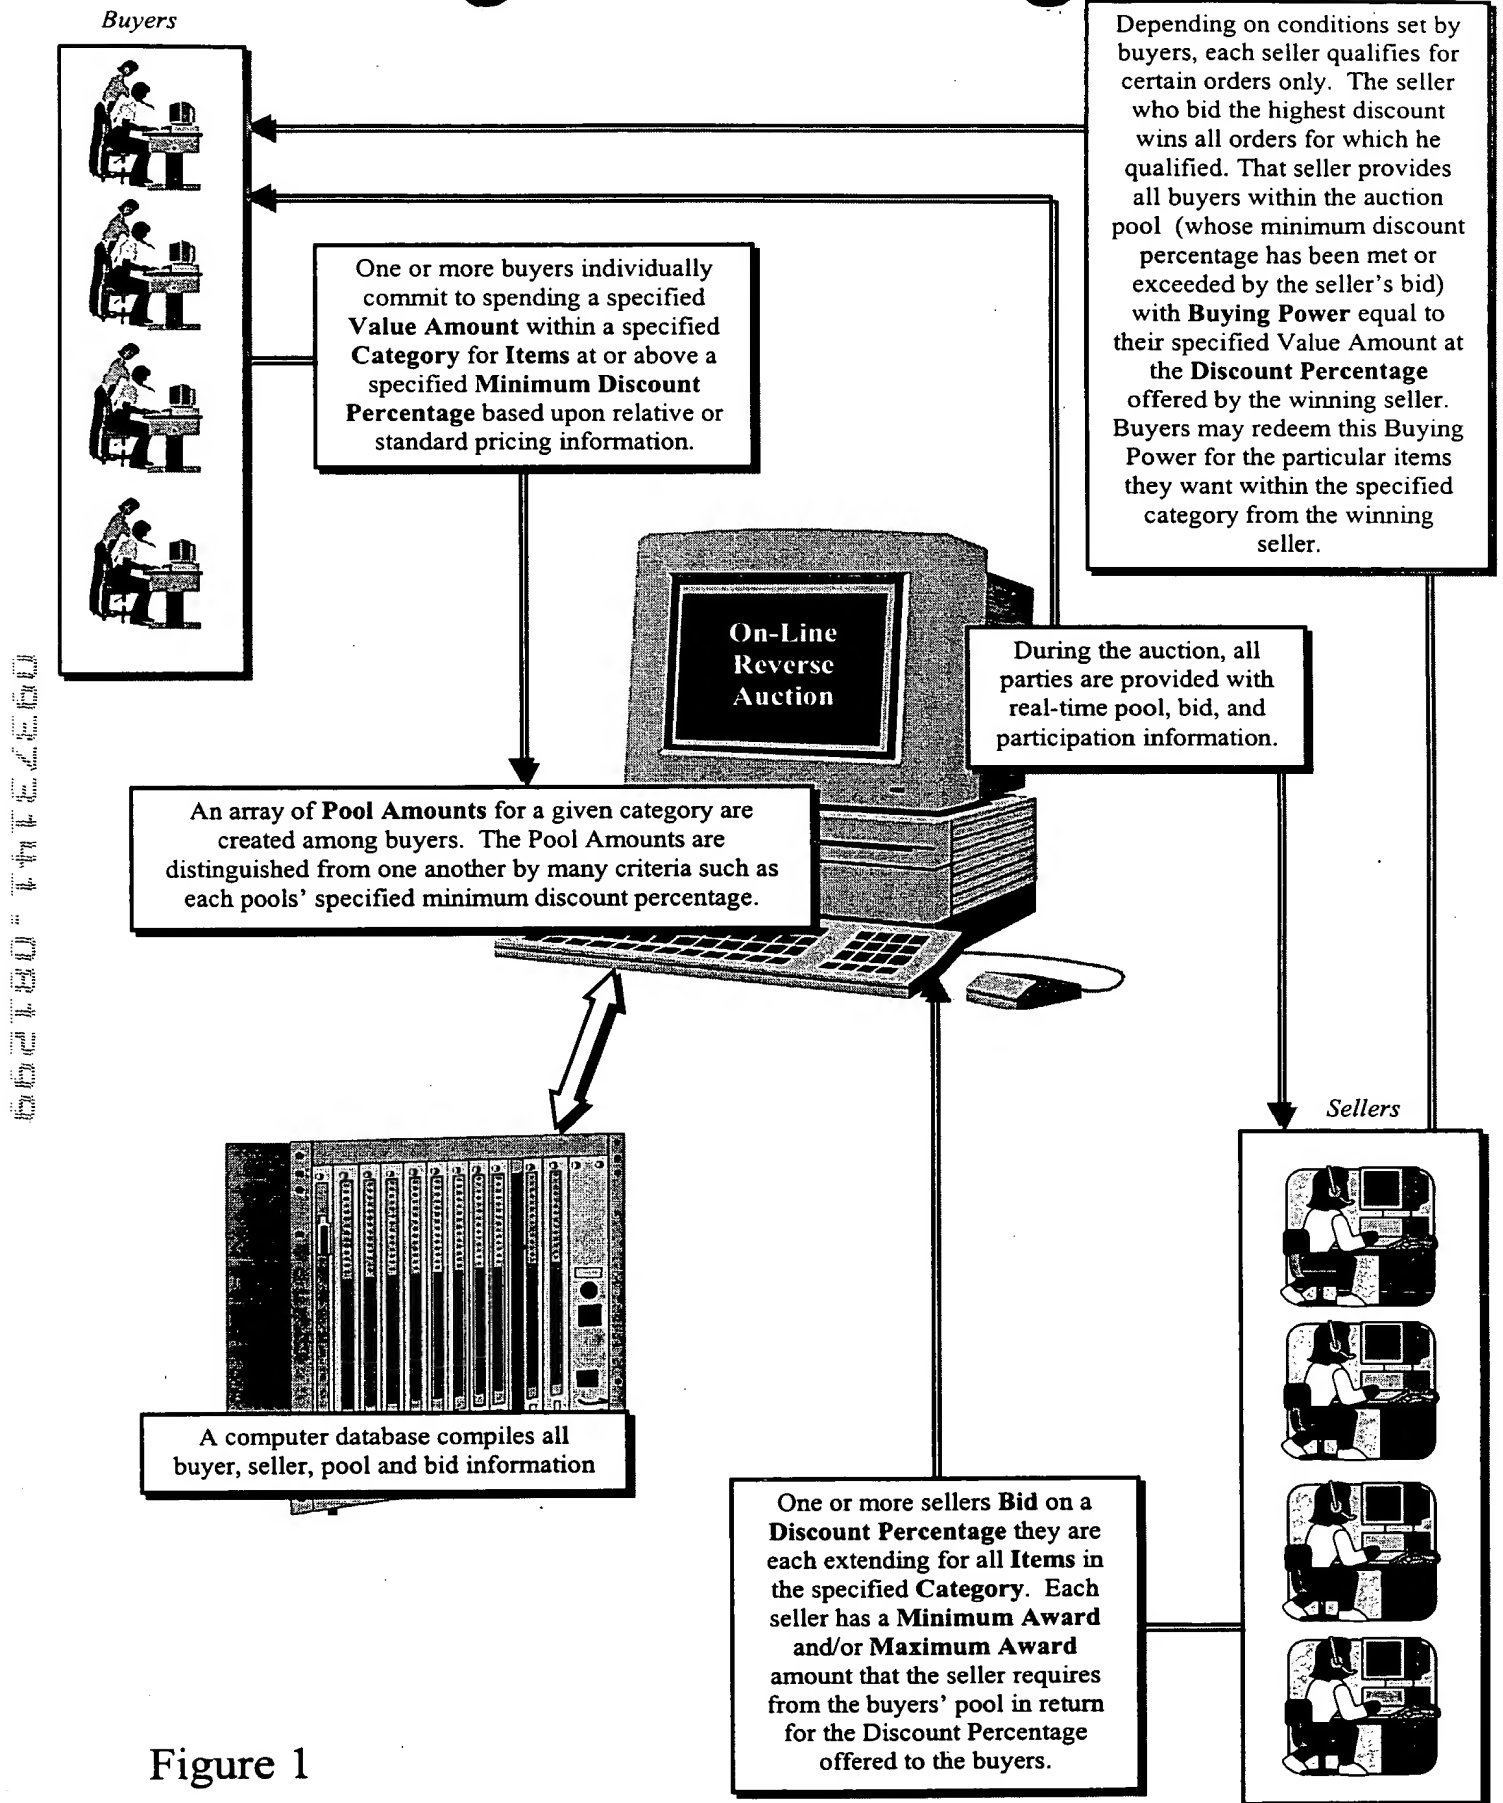 Buyers
Depending on conditions set by
buyers, each seller qualifies for
certain orders only. The seller
who bid the highest discount
wins all orders for which he
qualified. That seller provides
all buyers within the auction
pool (whose minimum discount
percentage has been met or
exceeded by the seller's bid)
with Buying Power equal to
their specified Value Amount at
the Discount Percentage
offered by the winning seller.
Buyers may redeem this Buying
Power for the particular items
they want within the specified
category from the winning
seller.
One or more buyers individually
commit to spending a specified
Value Amount within a specified
Category for Items at or above a
specified Minimum Discount
Percentage based upon relative or
standard pricing information.
On-Line
Reverse
Auction
During the auction, all
parties are provided with
real-time pool, bid, and
participation information.
An array of Pool Amounts for a given category are
created among buyers. The Pool Amounts are
distinguished from one another by many criteria such as
each pools' specified minimum discount percentage.
09373141.081299
Sellers
A computer database compiles all
buyer, seller, pool and bid information
One or more sellers Bid on a
Discount Percentage they are
each extending for all Items in
the specified Category. Each
seller has a Minimum Award
and/or Maximum Award
amount that the seller requires
from the buyers' pool in return
for the Discount Percentage
offered to the buyers.
Figure 1